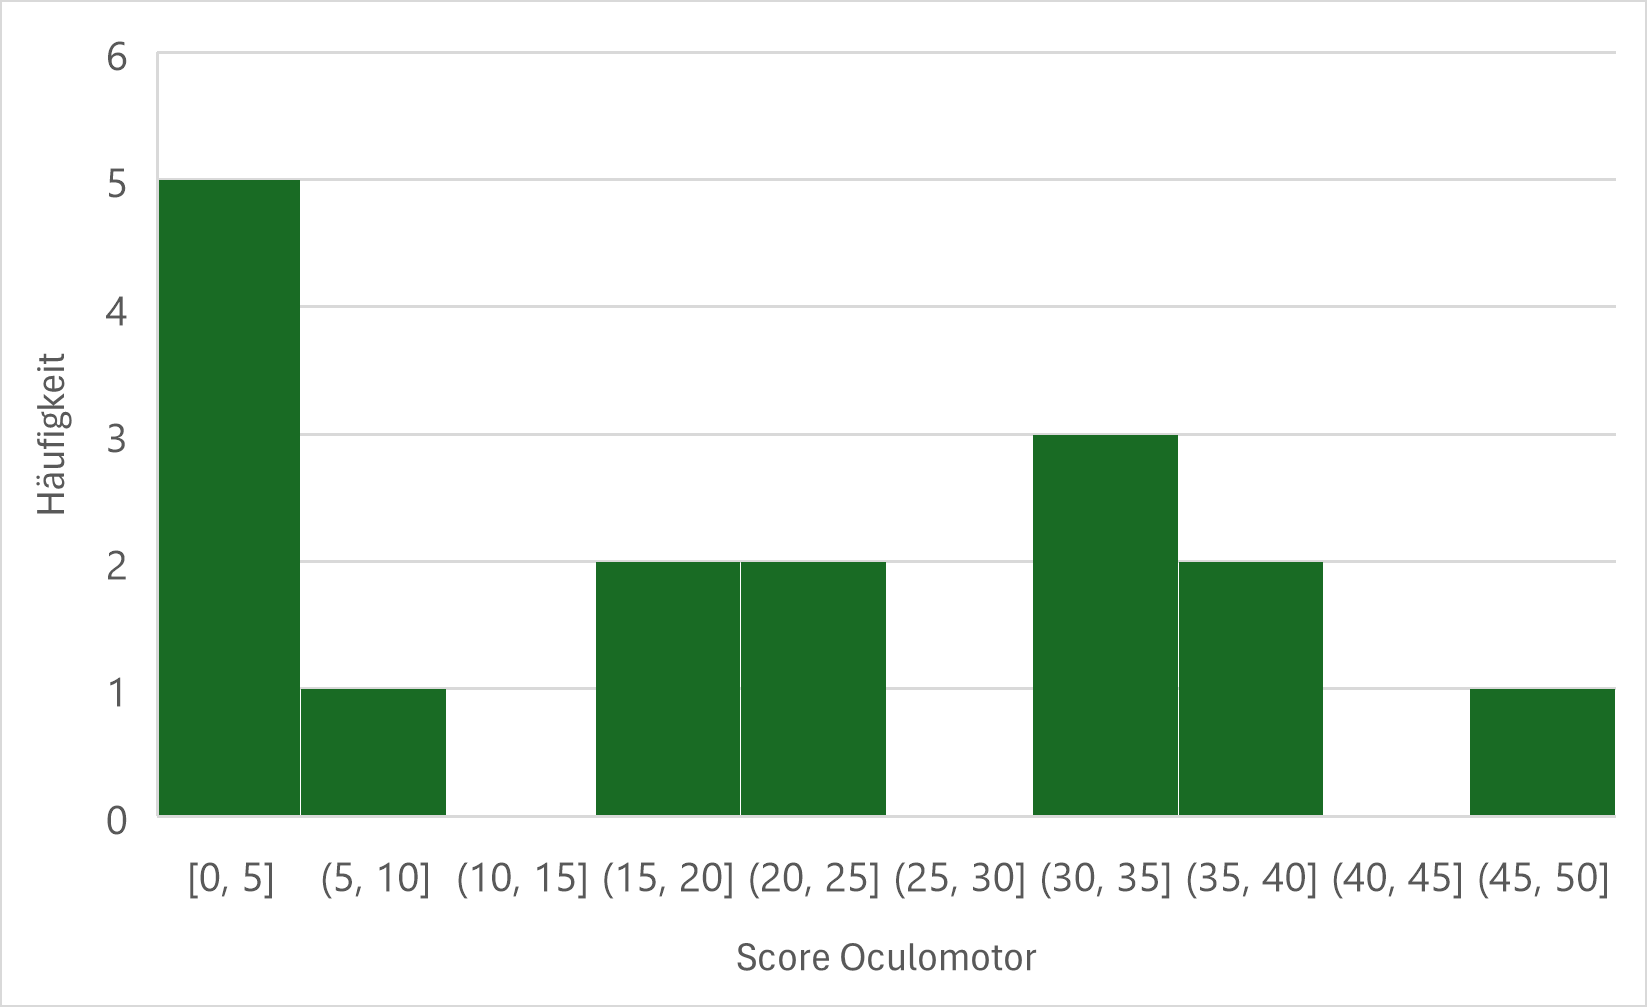 6
5
4
3
2
1
0
Häufigkeit
[0, 5] (5, 10] (10, 15] (15, 20] (20, 25] (25, 30] (30, 35] (35, 40] (40, 45] (45, 50]
Score Oculomotor